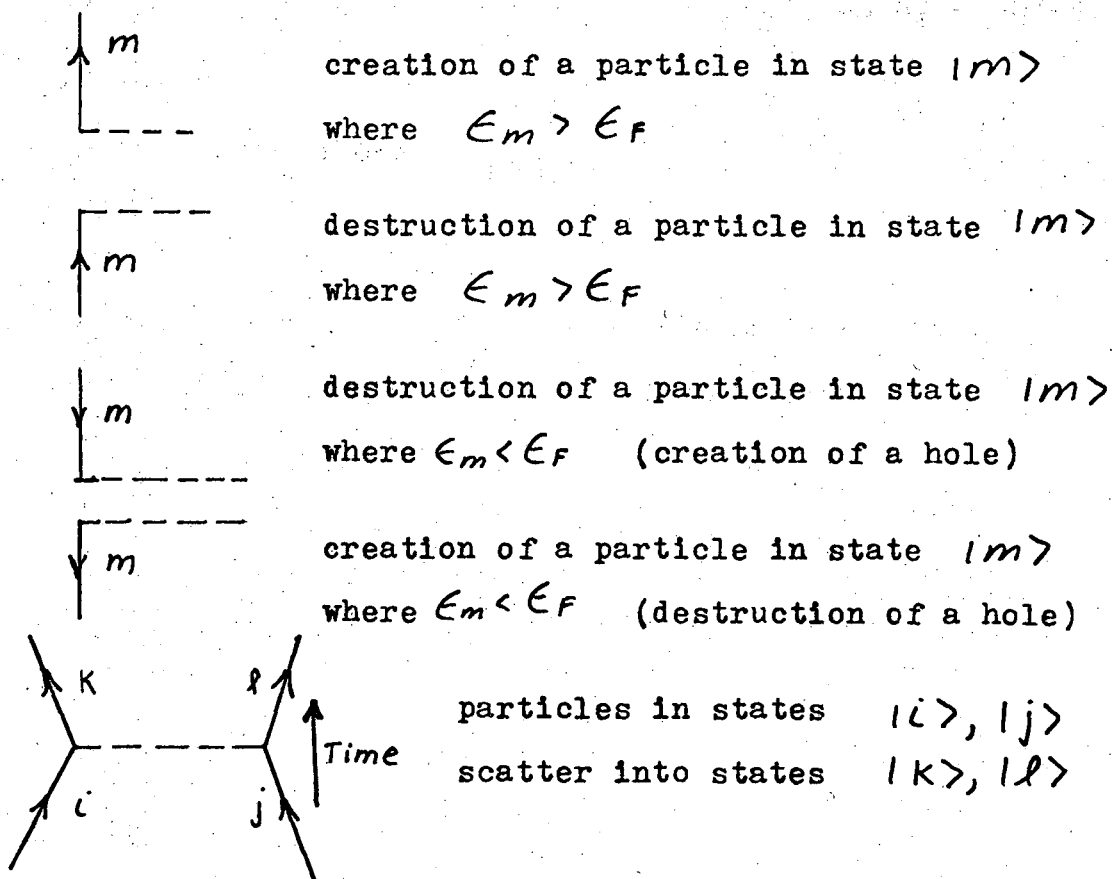 m
creation of a particle in state |m>
where ϵm > ϵF
destruction of a particle in state |m>
m
where ϵm > ϵF
destruction of a particle in state |m>
m
where ϵm < ϵF (creation of a hole)
m
creation of a particle in state |m>
where ϵm < ϵF (destruction of a hole)
k ℓ
particles in states |i>, |j>
Time
scatter into states |k>, |ℓ>
i j